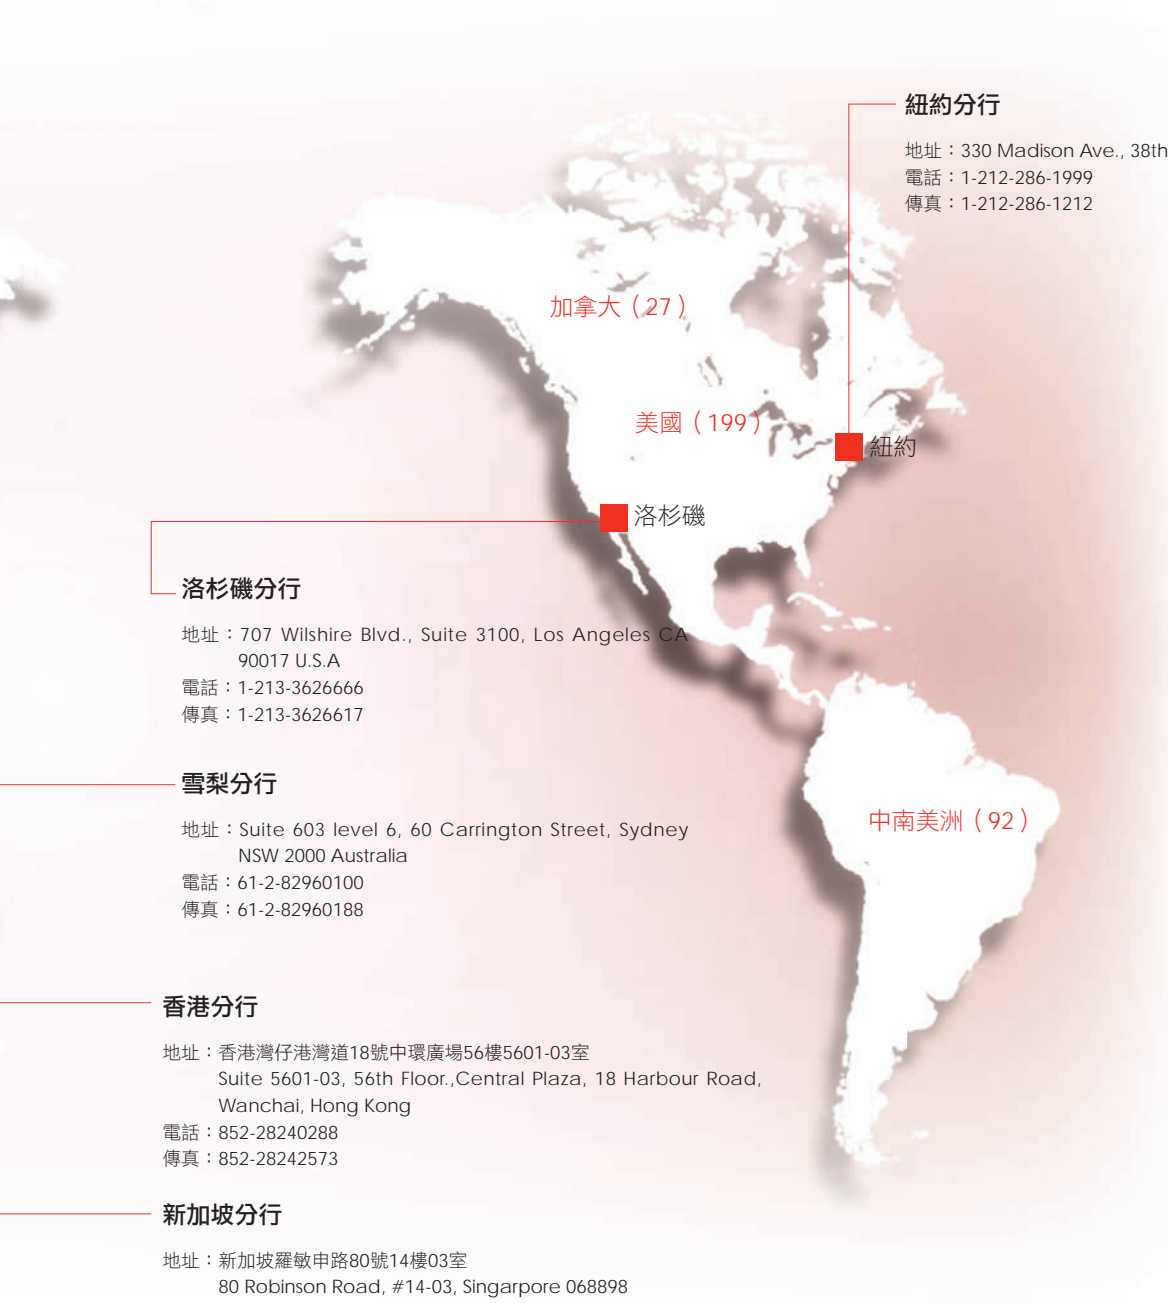 紐約分行
地址：330 Madison Ave., 38th
電話：1-212-286-1999
傳真：1-212-286-1212
加拿大（27）
美國（199）
紐約
洛杉磯
洛杉磯分行
地址：707 Wilshire Blvd., Suite 3100, Los Angeles CA
90017 U.S.A
電話：1-213-3626666
傳真：1-213-3626617
雪梨分行
地址：Suite 603 level 6, 60 Carrington Street, Sydney
NSW 2000 Australia
電話：61-2-82960100
傳真：61-2-82960188
中南美洲（92）
香港分行
地址：香港灣仔港灣道18號中環廣場56樓5601-03室
Suite 5601-03, 56th Floor.,Central Plaza, 18 Harbour Road,
Wanchai, Hong Kong
電話：852-28240288
傳真：852-28242573
新加坡分行
地址：新加坡羅敏申路80號14樓03室
80 Robinson Road, #14-03, Singarpore 068898